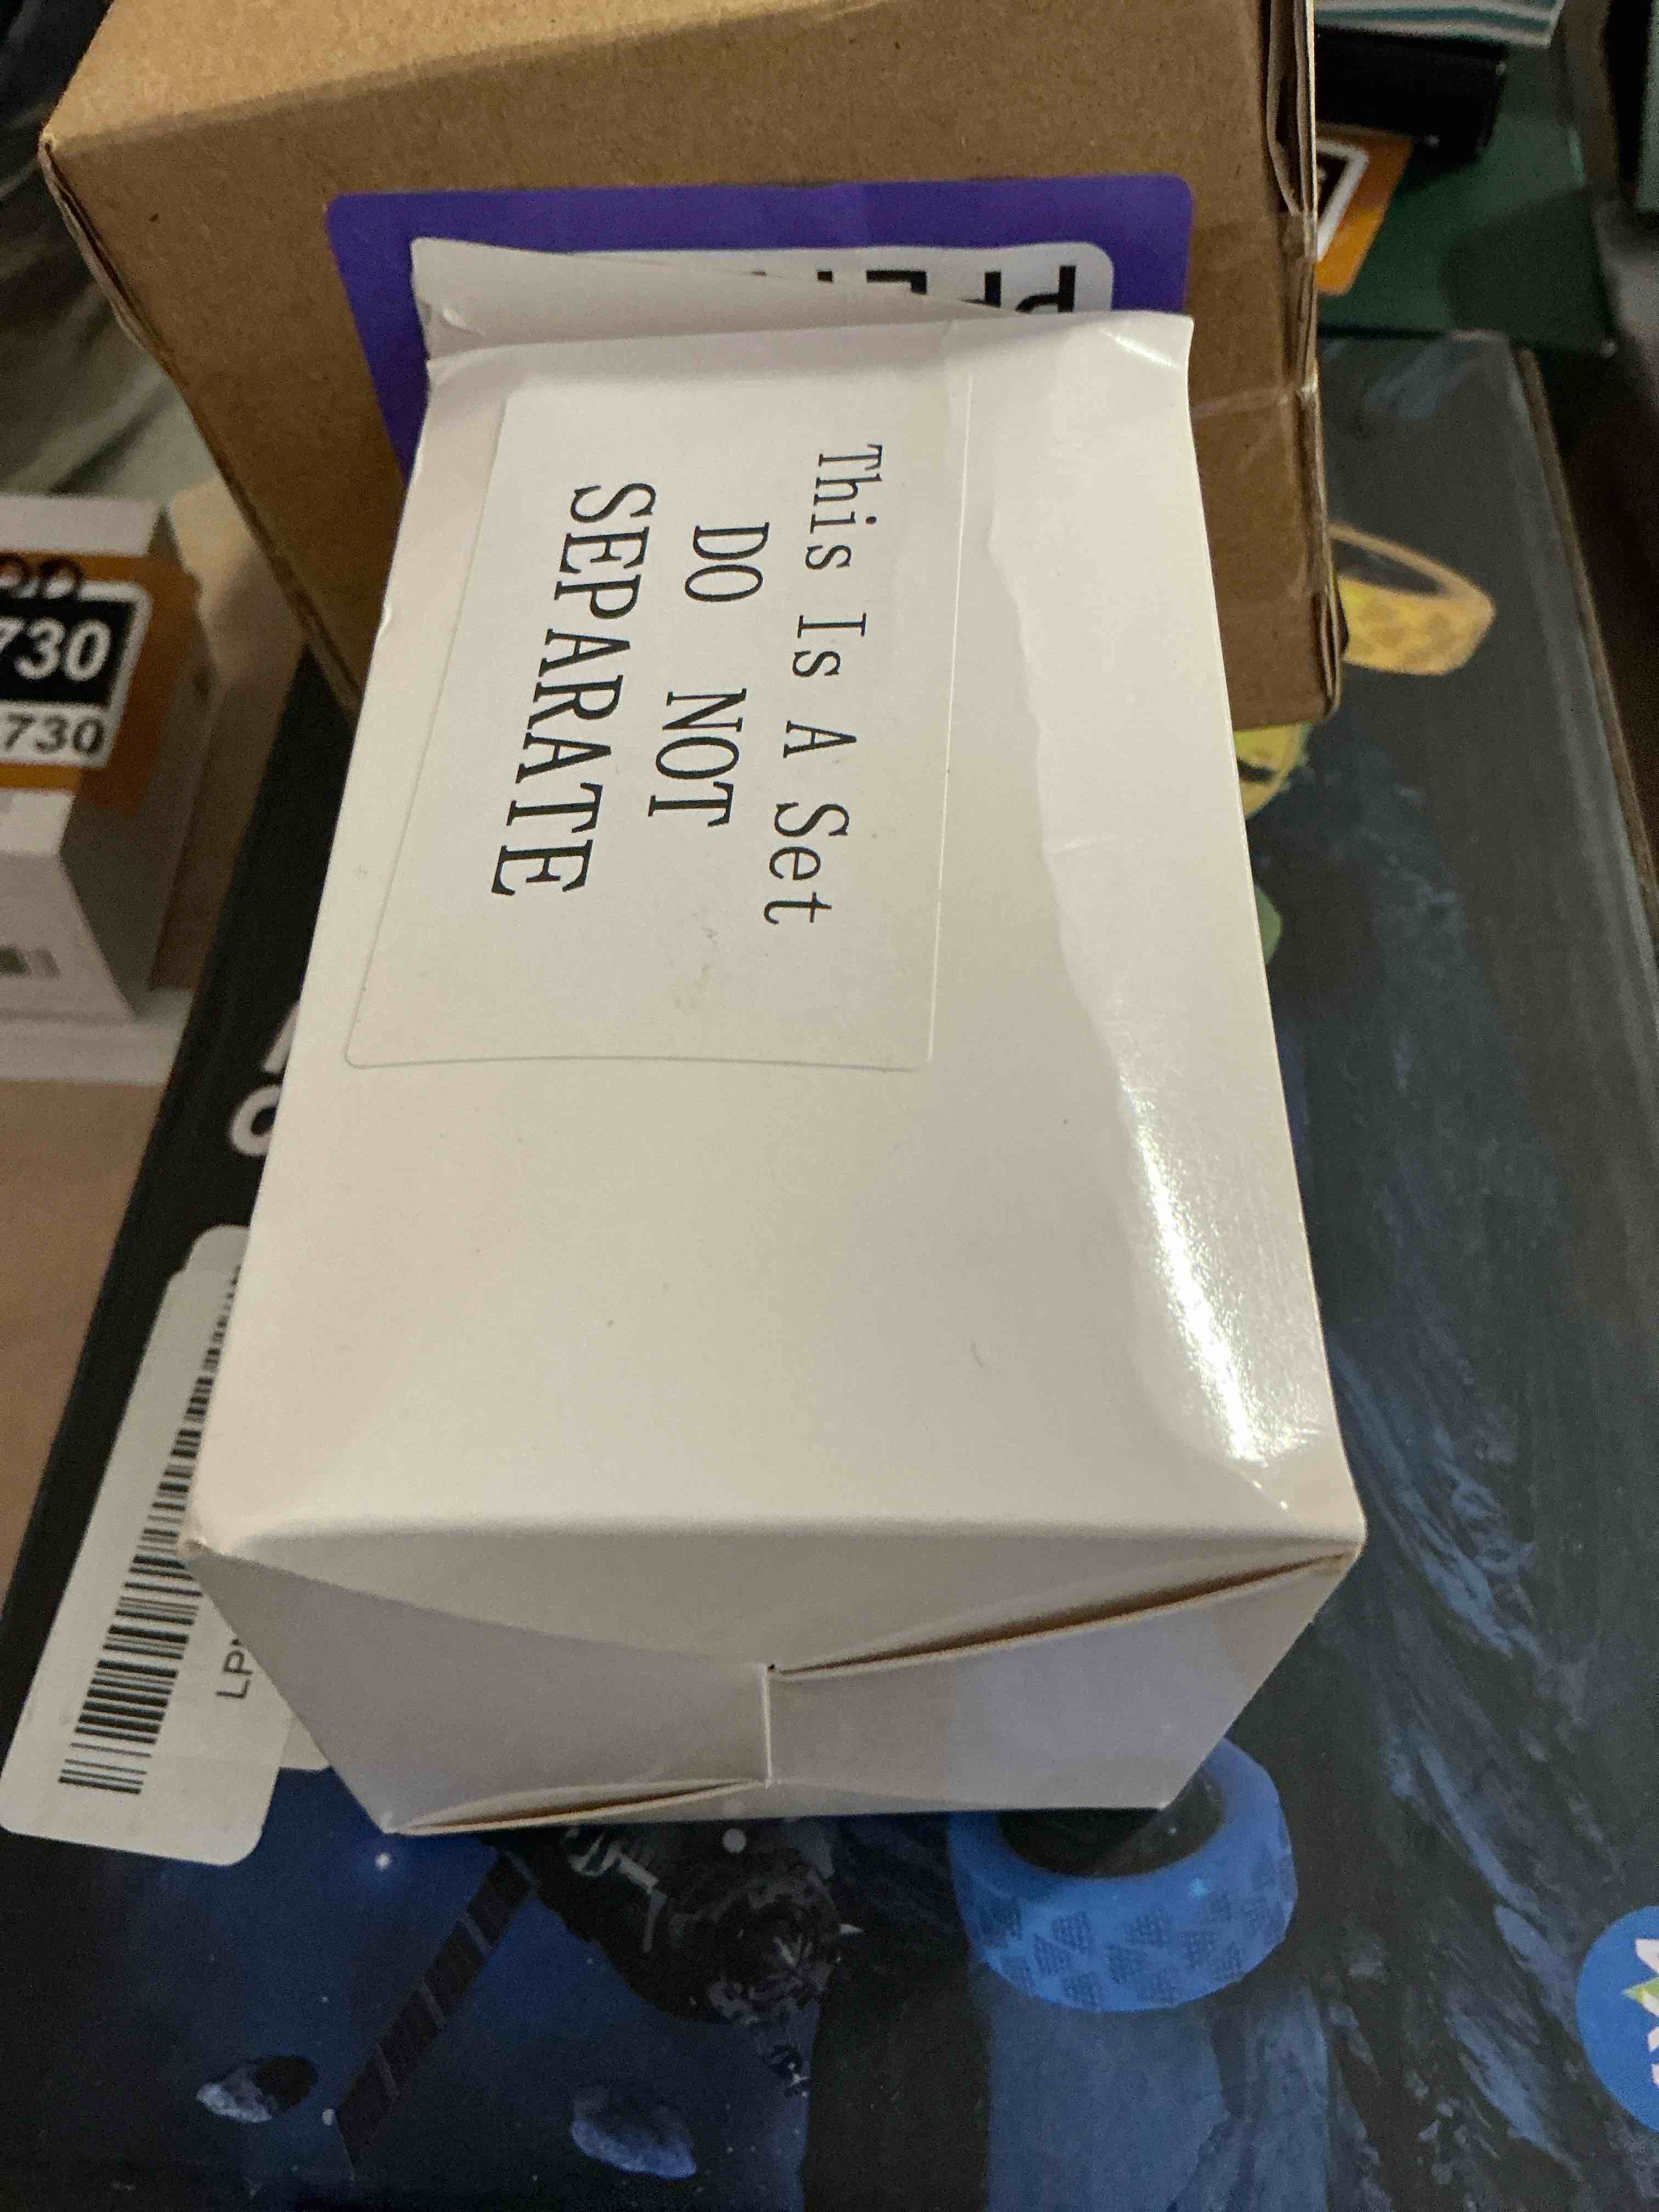 This Is A Set
DO NOT
SEPARATE
730
730